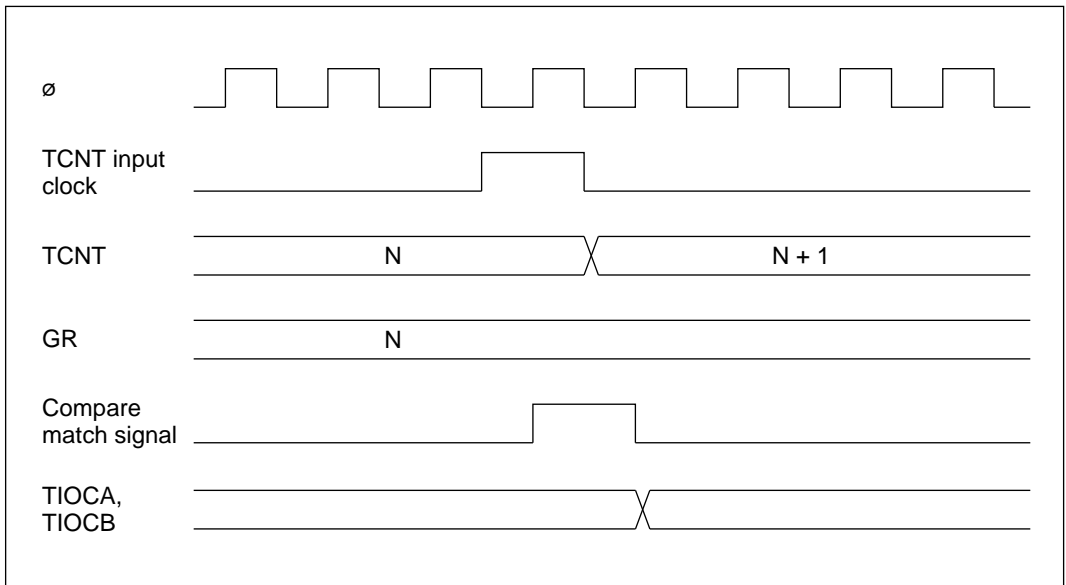 ø
TCNT input
clock
TCNT
N
N + 1
GR
N
Compare
match signal
TIOCA,
TIOCB